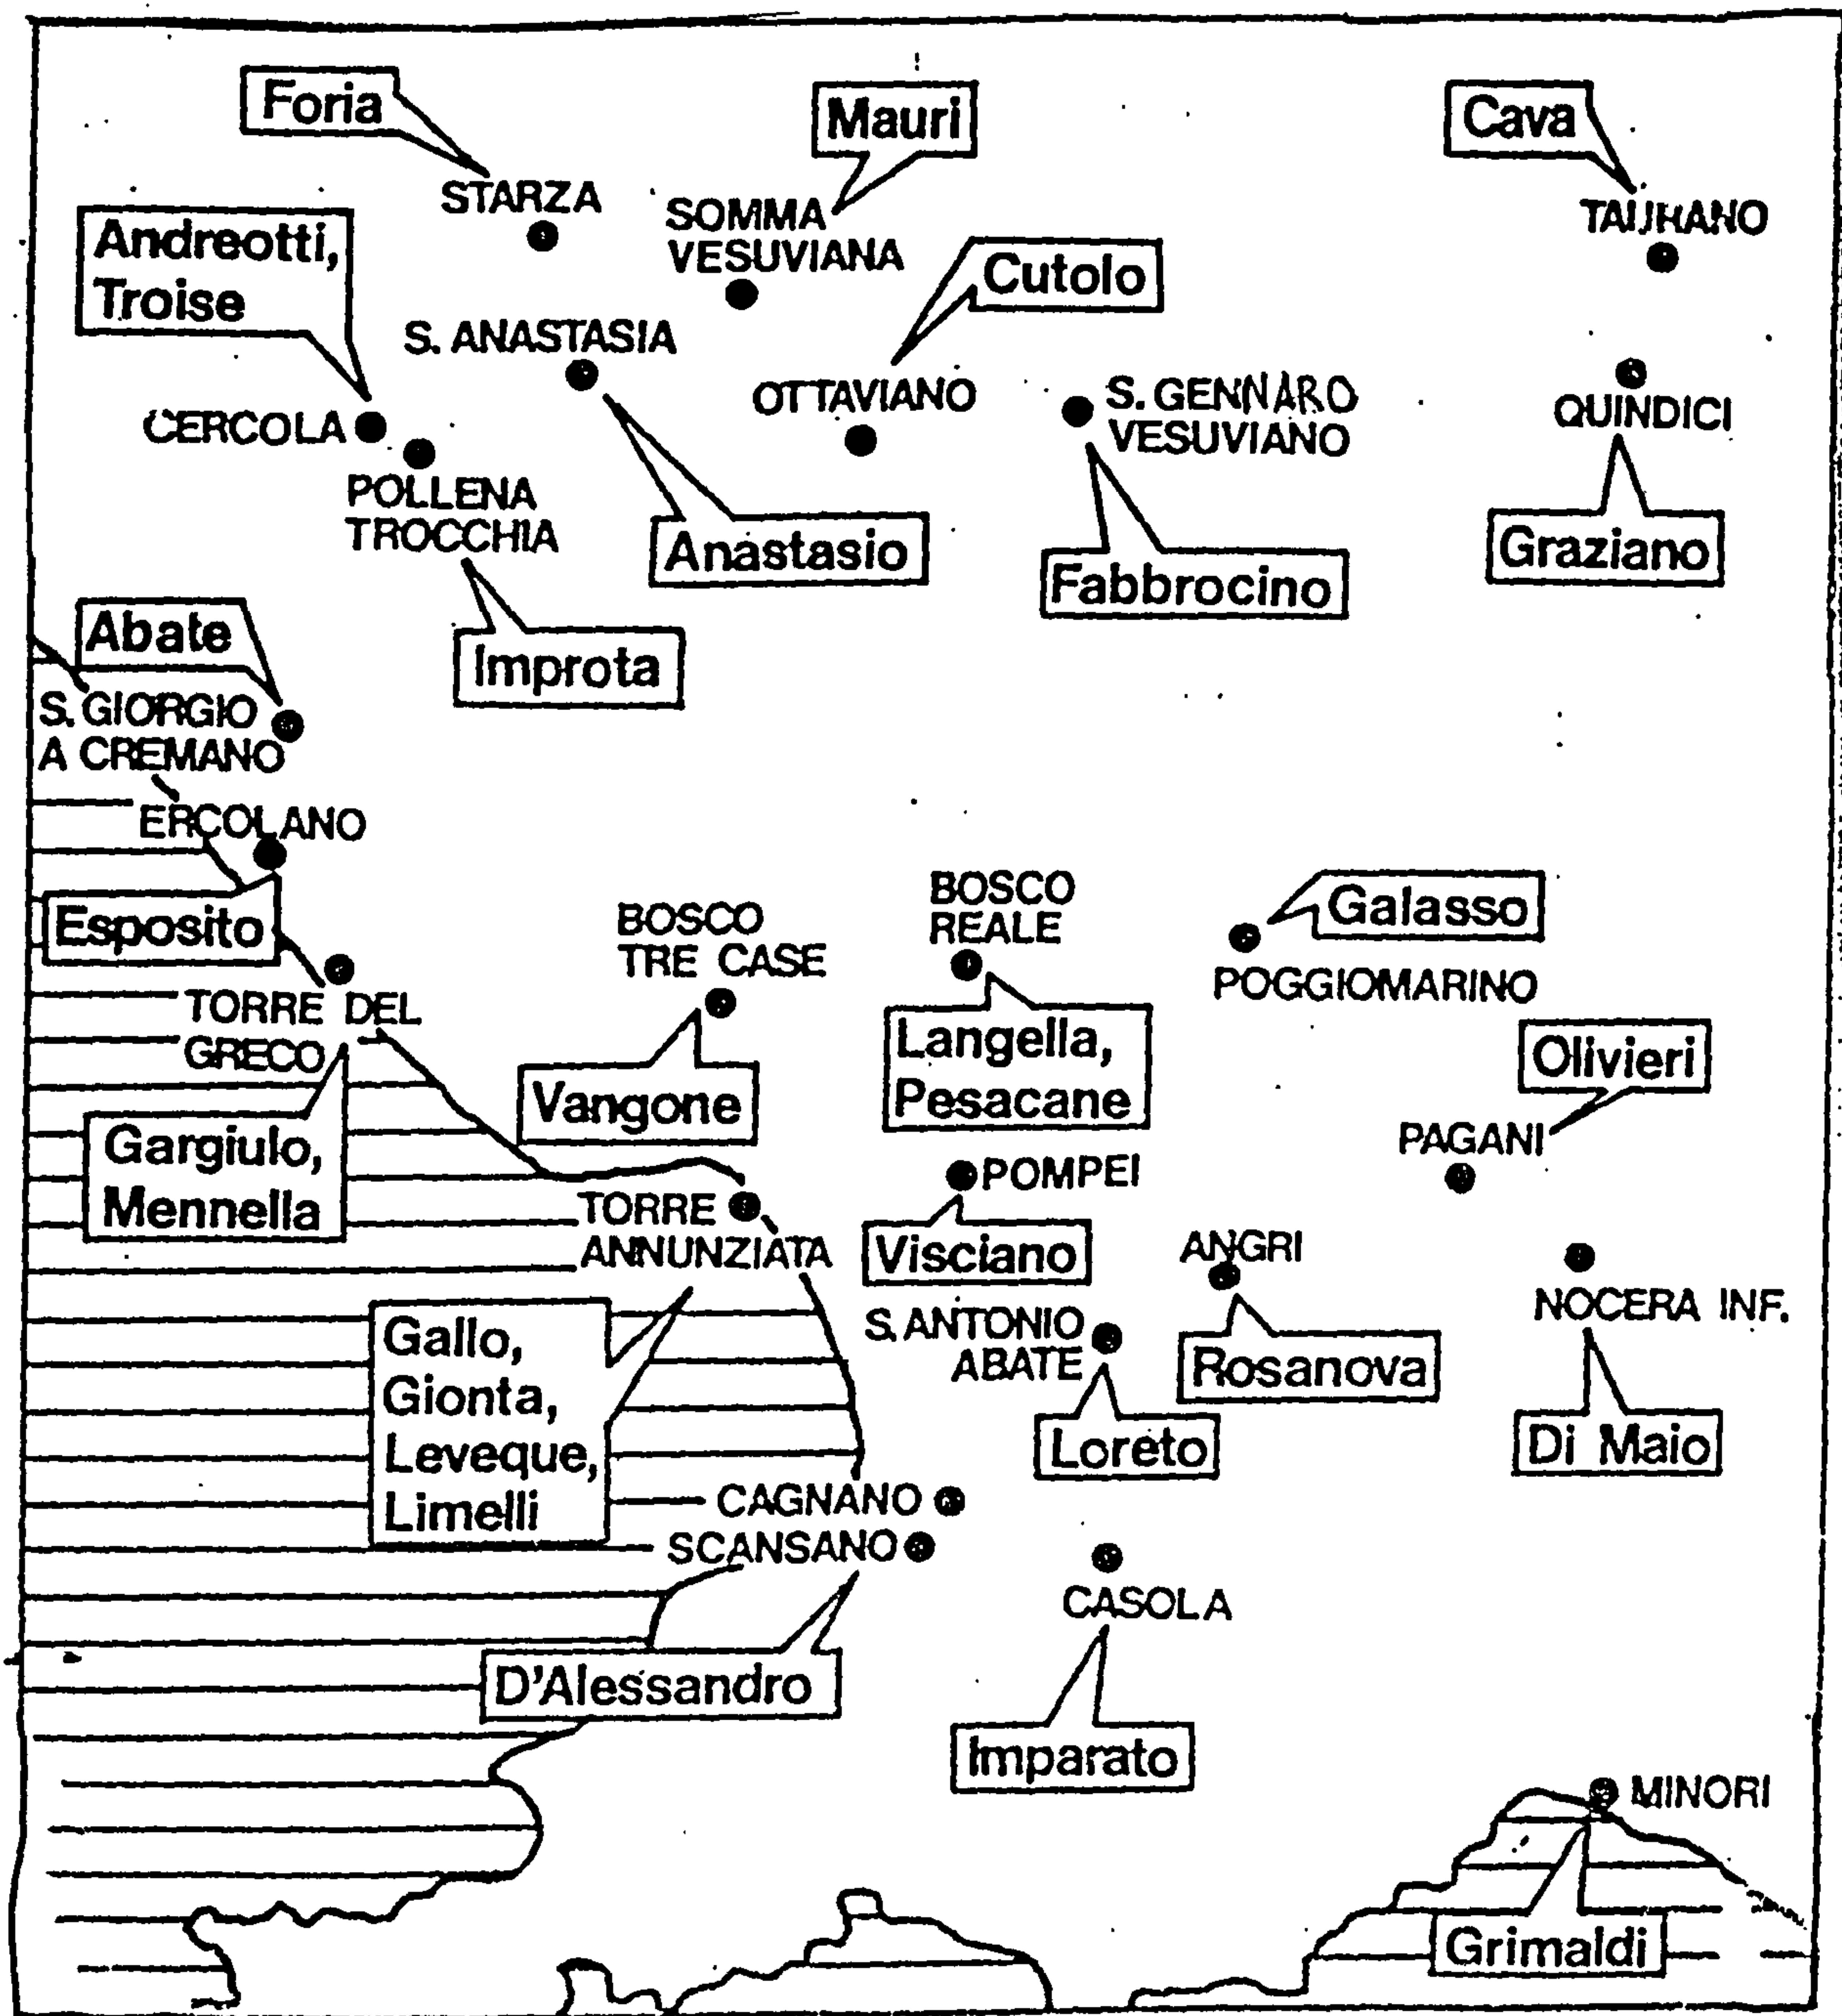 Foria
Mauri
Cava
STARZA
SOMMA
VESUVIANA
TAURANO
Andreotti,
Troise
Cutolo
S. ANASTASIA
OTTAVIANO
S. GENNARO
VESUVIANO
QUINDICI
CERCOLA
POLLENA
TROCCHIA
Anastasio
Fabbrocino
Graziano
Abate
Improta
S. GIORGIO
A CREMANO
ERCOLANO
Esposito
BOSCO
TRE CASE
BOSCO
REALE
Galasso
POGGIOMARINO
TORRE DEL
GRECO
Vangone
Langella,
Pesacane
Olivieri
PAGANI
Gargiulo,
Mennella
POMPEI
TORRE
ANNUNZIATA
Visciano
ANGRI
NOCERA INF.
Gallo,
Gionta,
Leveque,
Limelli
S. ANTONIO
ABATE
Rosanova
Loreto
Di Maio
CAGNANO
SCANSANO
CASOLA
D'Alessandro
Imparato
MINORI
Grimaldi